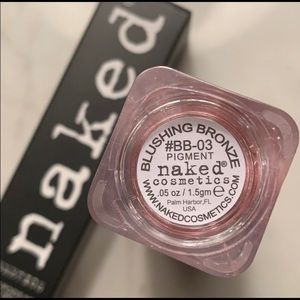 naked
BLUSHING BRONZE
#BB-03
PIGMENT
naked®
cosmetics
.05 oz / 1.5gm e
Palm Harbor,FL
USA
WWW.NAKEDCOSMETICS.COM